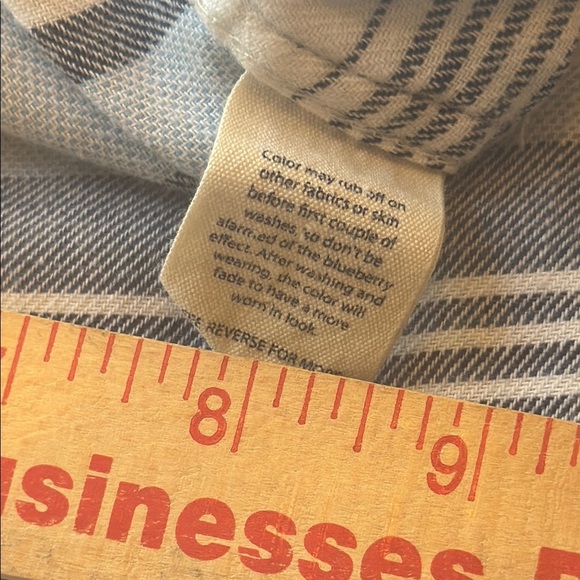 Color may rub off on
other fabrics or skin
before first couple of
washes, so don't be
alarmed of the blueberry
effect. After washing and
wearing, the color will
fade to have a more
worn in look.
REVERSE FOR
8
9
usinesses